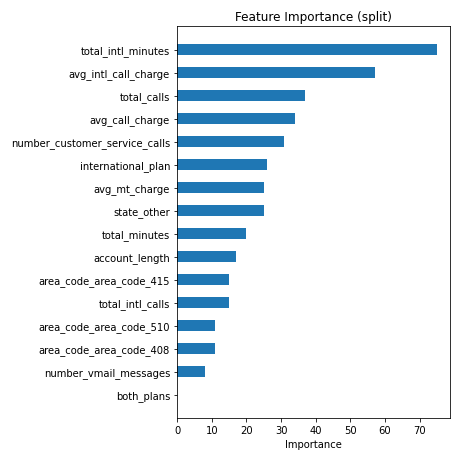 Feature Importance (split)
total_intl_minutes
avg_intl_call_charge
total_calls
avg_call_charge
number_customer_service_calls
international_plan
avg_mt_charge
state_other
total_minutes
account_length
area_code_area_code_415
total_intl_calls
area_code_area_code_510
area_code_area_code_408
number_vmail_messages
both_plans
0 10 20 30 40 50 60 70
Importance